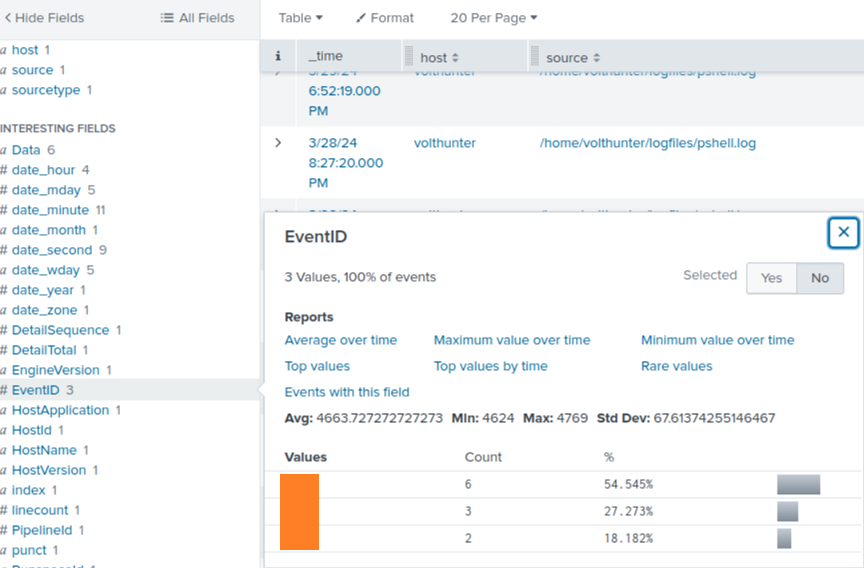 Hide Fields
All Fields
Table
Format
20 Per Page
a host 1
a source 1
a sourcetype 1
INTERESTING FIELDS
a Data 6
# date_hour 4
# date_mday 5
# date_minute 11
a date_month 1
# date_second 9
a date_wday 5
# date_year 1
a date_zone 1
# DetailSequence 1
# DetailTotal 1
a EngineVersion 1
# EventID 3
a HostApplication 1
a HostId 1
a HostName 1
a HostVersion 1
a index 1
# linecount 1
# PipelineId 1
a punct 1
i _time host source
volthunter /home/volthunter/logfiles/pshell.log
6:52:19.000
PM
3/28/24 volthunter /home/volthunter/logfiles/pshell.log
8:27:20.000
PM
EventID
3 Values, 100% of events
Selected Yes No
Reports
Average over time Maximum value over time Minimum value over time
Top values Top values by time Rare values
Events with this field
Avg: 4663.727272727273 Min: 4624 Max: 4769 Std Dev: 67.61374255146467
Values Count %
6 54.545%
3 27.273%
2 18.182%